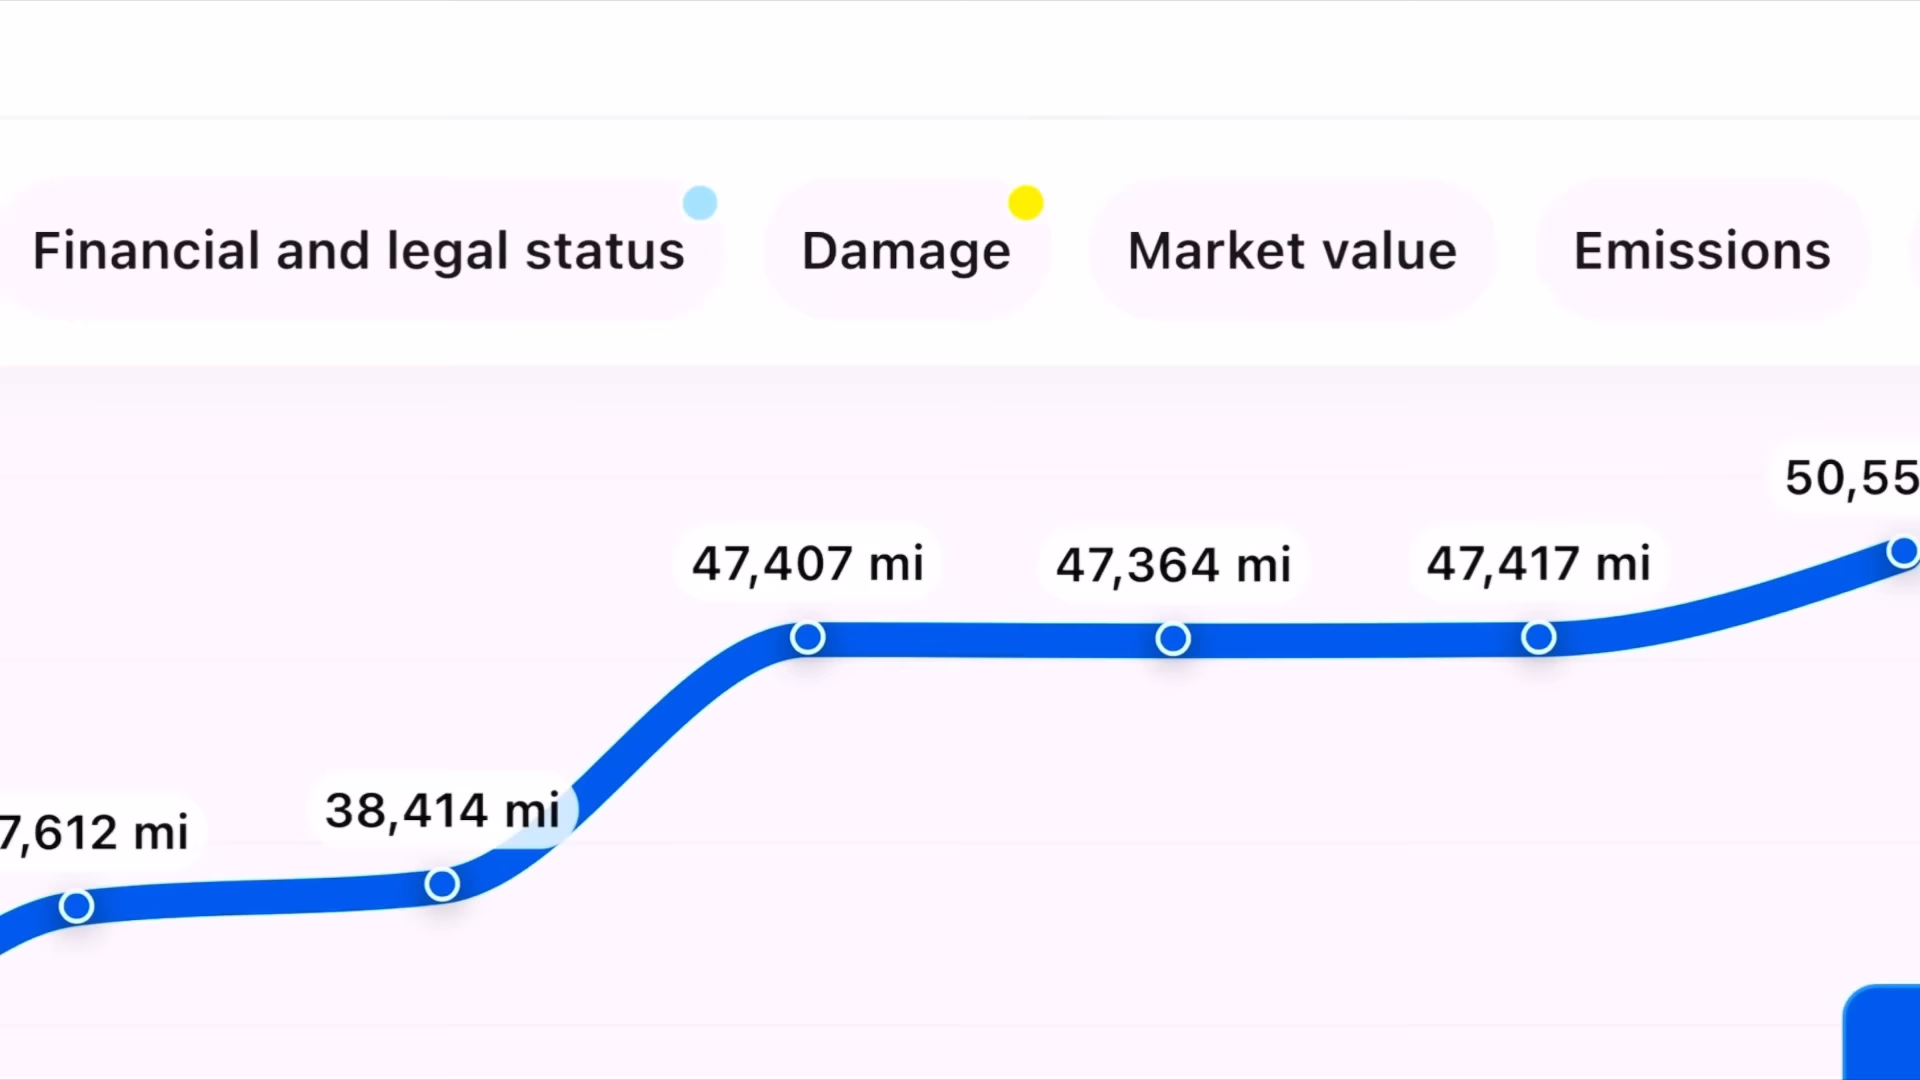 Financial and legal status
Damage
Market value
Emissions
50,55
47,407 mi
47,364 mi
47,417 mi
38,414 mi
7,612 mi